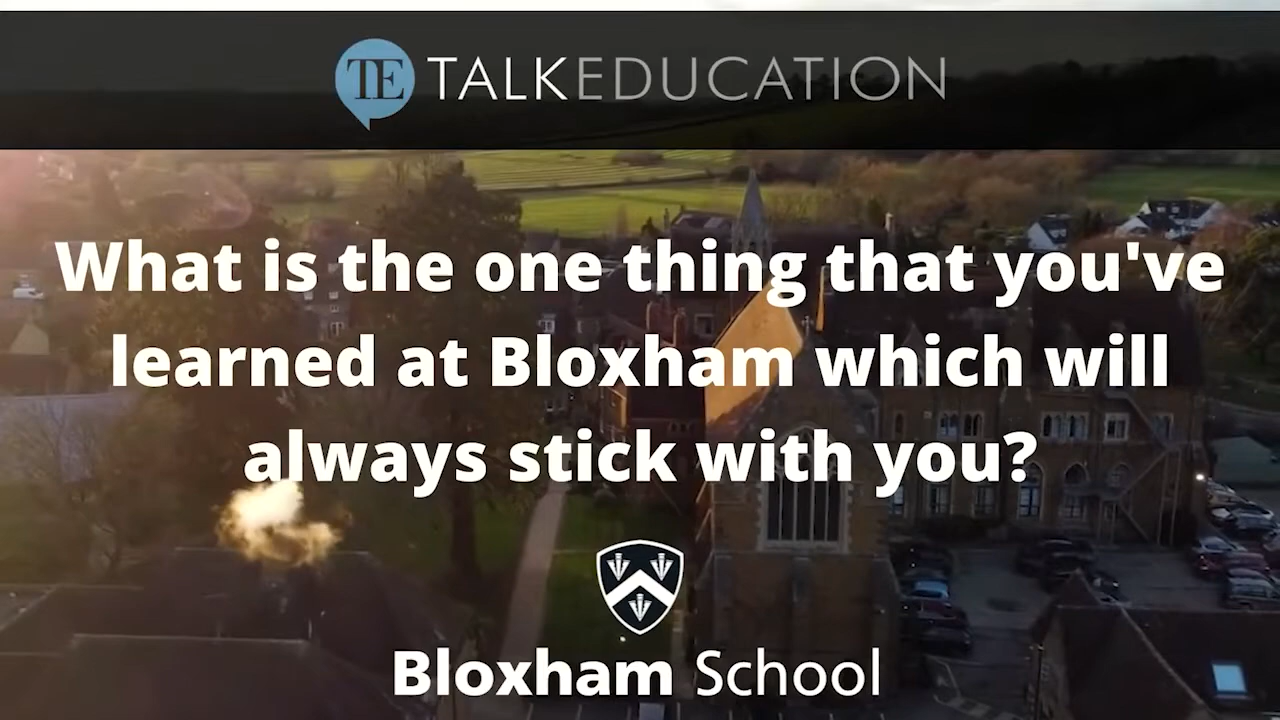 TE TALKEDUCATION
What is the one thing that you've
learned at Bloxham which will
always stick with you?
Bloxham School